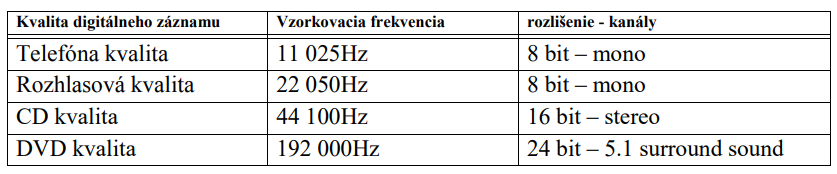 Kvalita digitálneho záznamu Vzorkovacia frekvencia rozlišenie - kanály
Telefóna kvalita 11 025Hz 8 bit – mono
Rozhlasová kvalita 22 050Hz 8 bit – mono
CD kvalita 44 100Hz 16 bit – stereo
DVD kvalita 192 000Hz 24 bit – 5.1 surround sound